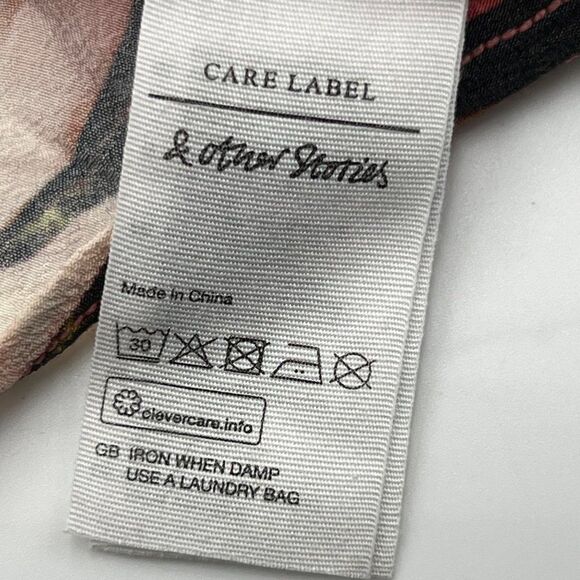 CARE LABEL
& other Stories
Made in China
30
clevercare.info
GB IRON WHEN DAMP
USE A LAUNDRY BAG